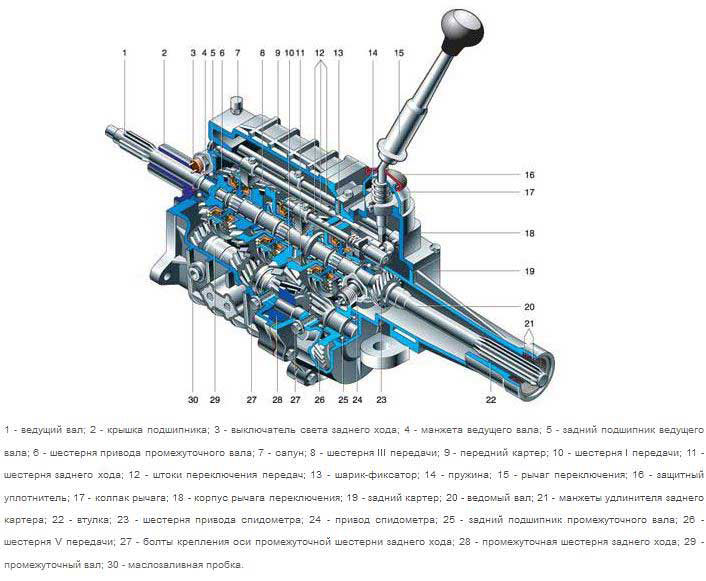 1 2 3 4 5 6 7 8 9 10 11 12 13 14 15
16
17
18
19
20
21
30 29 27 28 27 26 25 24 23 22
1 - ведущий вал; 2 - крышка подшипника; 3 - выключатель света заднего хода; 4 - манжета ведущего вала; 5 - задний подшипник ведущего
вала; 6 - шестерня привода промежуточного вала; 7 - сапун; 8 - шестерня III передачи; 9 - передний картер; 10 - шестерня I передачи; 11 -
шестерня заднего хода; 12 - штоки переключения передач; 13 - шарик-фиксатор; 14 - пружина; 15 - рычаг переключения; 16 - защитный
уплотнитель; 17 - колпак рычага; 18 - корпус рычага переключения; 19 - задний картер; 20 - ведомый вал; 21 - манжеты удлинителя заднего
картера; 22 - втулка; 23 - шестерня привода спидометра; 24 - привод спидометра; 25 - задний подшипник промежуточного вала; 26 -
шестерня V передачи; 27 - болты крепления оси промежуточной шестерни заднего хода; 28 - промежуточная шестерня заднего хода; 29 -
промежуточный вал; 30 - маслозаливная пробка.